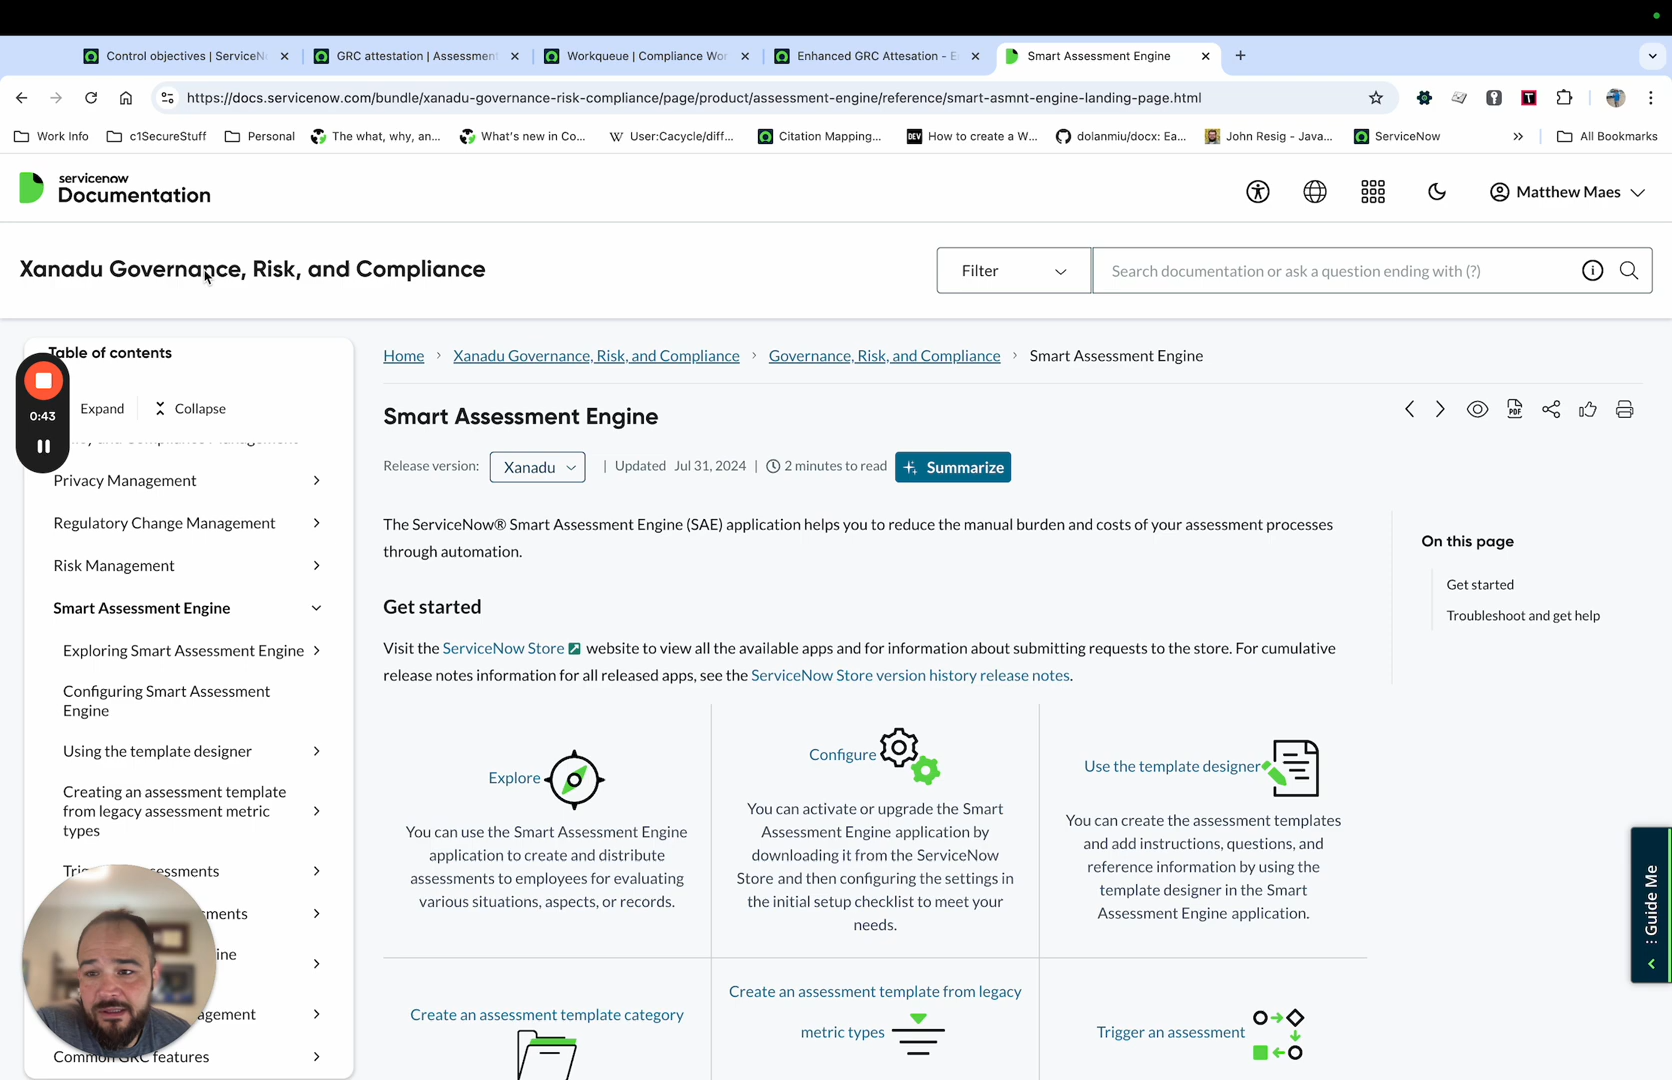 Control objectives | ServiceN
GRC attestation | Assessment
Workqueue | Compliance Wor
Enhanced GRC Attesation - E
Smart Assessment Engine
https://docs.servicenow.com/bundle/xanadu-governance-risk-compliance/page/product/assessment-engine/reference/smart-asmnt-engine-landing-page.html
Work Info
c1SecureStuff
Personal
The what, why, an...
What's new in Co...
User:Cacycle/diff...
Citation Mapping,...
How to create a W...
dolanmiu/docx: Ea...
John Resig - Java...
ServiceNow
All Bookmarks
servicenow
Documentation
Matthew Maes
Xanadu Governance, Risk, and Compliance
Filter
Search documentation or ask a question ending with (?)
Table of contents
Expand
Collapse
0:43
Privacy Management
Regulatory Change Management
Risk Management
Smart Assessment Engine
Exploring Smart Assessment Engine
Configuring Smart Assessment
Engine
Using the template designer
Creating an assessment template
from legacy assessment metric
types
Common GRC features
Home
Xanadu Governance, Risk, and Compliance
Governance, Risk, and Compliance
Smart Assessment Engine
Smart Assessment Engine
Release version: Xanadu | Updated Jul 31, 2024 | 2 minutes to read Summarize
The ServiceNow® Smart Assessment Engine (SAE) application helps you to reduce the manual burden and costs of your assessment processes
through automation.
Get started
Visit the ServiceNow Store website to view all the available apps and for information about submitting requests to the store. For cumulative
release notes information for all released apps, see the ServiceNow Store version history release notes.
Explore
You can use the Smart Assessment Engine
application to create and distribute
assessments to employees for evaluating
various situations, aspects, or records.
Configure
You can activate or upgrade the Smart
Assessment Engine application by
downloading it from the ServiceNow
Store and then configuring the settings in
the initial setup checklist to meet your
needs.
Use the template designer
You can create the assessment templates
and add instructions, questions, and
reference information by using the
template designer in the Smart
Assessment Engine application.
Create an assessment template category
Create an assessment template from legacy
metric types
Trigger an assessment
On this page
Get started
Troubleshoot and get help
PDF
Guide Me